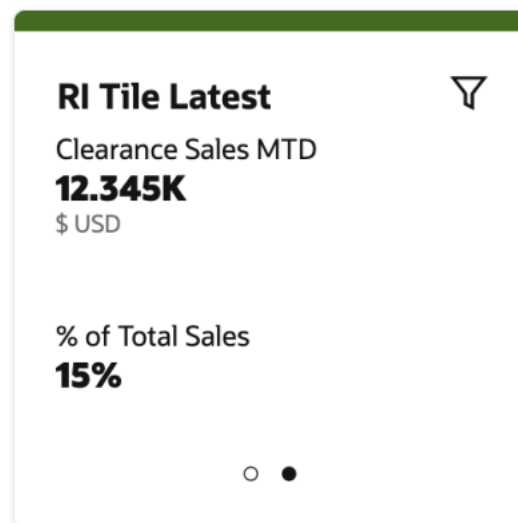 RI Tile Latest
Clearance Sales MTD
12.345K
$ USD
% of Total Sales
15%